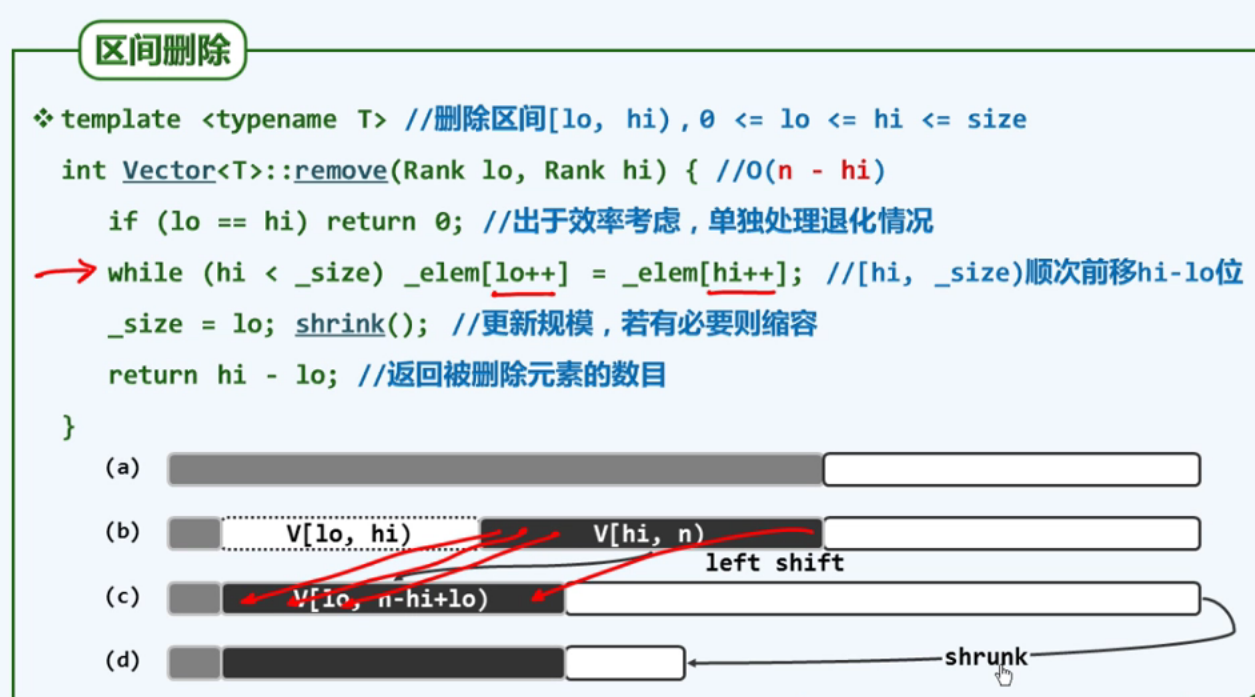 区间删除
❖ template <typename T> //删除区间[lo, hi)，0 <= lo <= hi <= size
int Vector<T>::remove(Rank lo, Rank hi) { //O(n - hi)
if (lo == hi) return 0; //出于效率考虑，单独处理退化情况
while (hi < _size) _elem[lo++] = _elem[hi++]; //[hi, _size)顺次前移hi-lo位
_size = lo; shrink(); //更新规模，若有必要则缩容
return hi - lo; //返回被删除元素的数目
}
(a)
(b) V[lo, hi) V[hi, n)
left shift
(c) V[lo, n-hi+lo)
(d) shrunk